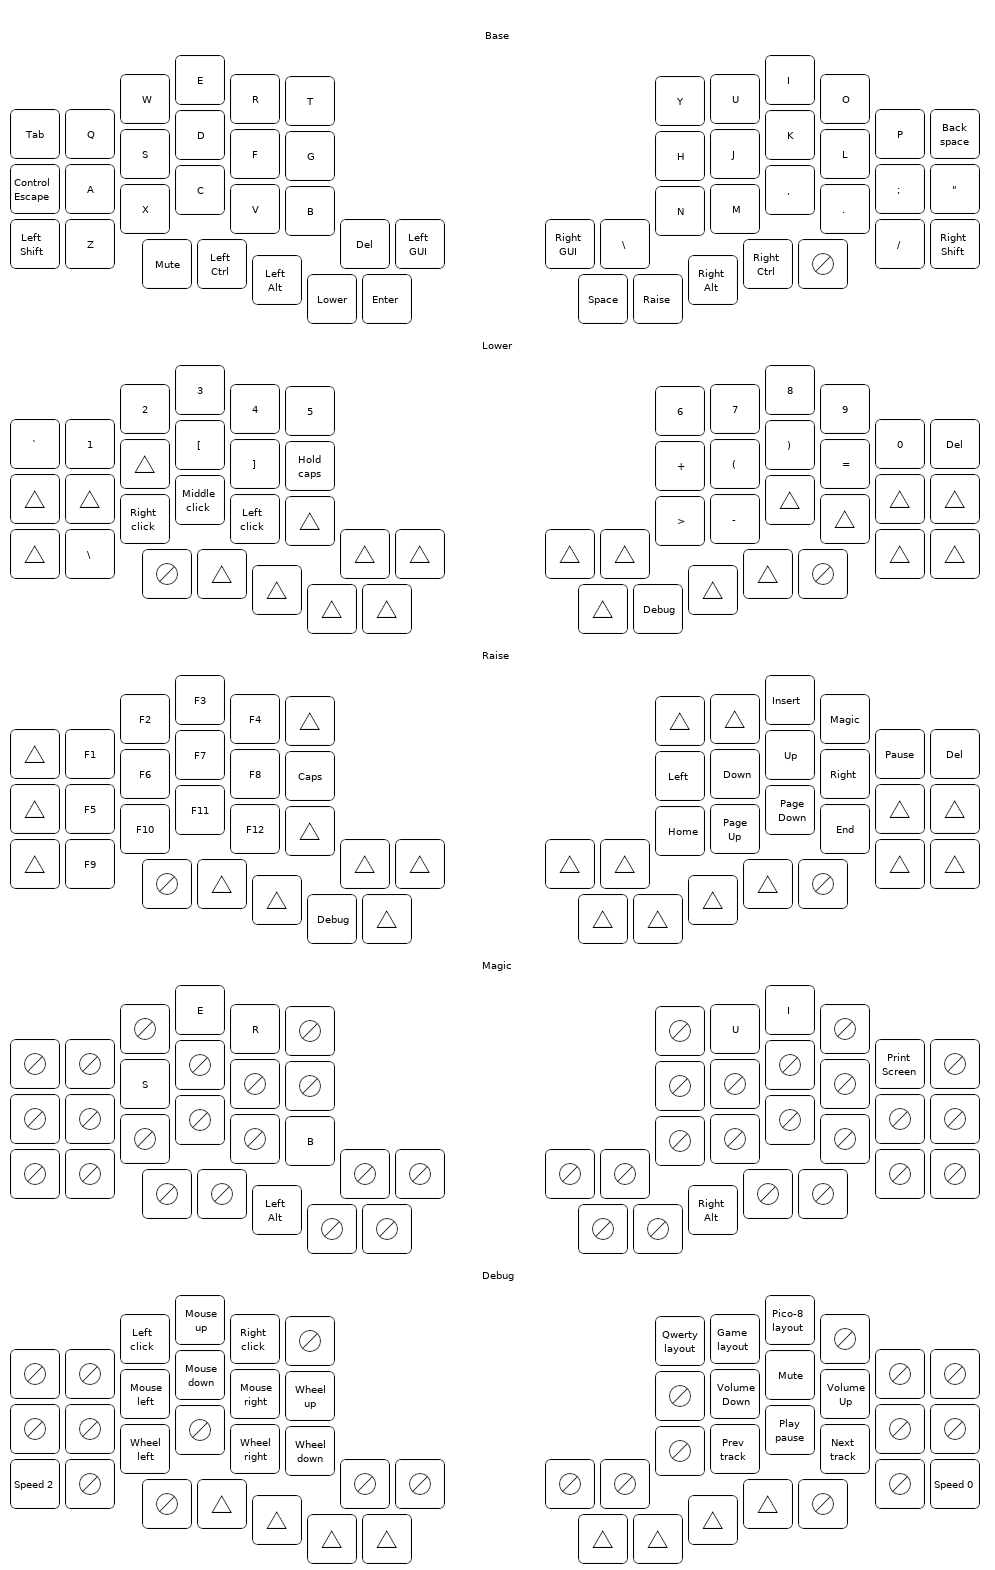 Base
E I
W R T Y U O
Tab Q D K P Back
space
S F G H J L
Control
Escape A C , ; "
X V B N M .
Left
Shift Z Del Left
GUI Right
GUI \ / Right
Shift
Mute Left
Ctrl Left
Alt Right
Alt Right
Ctrl
Lower Enter Space Raise
Lower
3 8
2 4 5 6 7 9
` 1 [ ) 0 Del
] Hold
caps + ( =
Middle
click
Right
click Left
click > -
\
Debug
Raise
F3 Insert
F2 F4 Magic
F1 F7 Up Pause Del
F6 F8 Caps Left Down Right
F5 F11 Page
Down
F10 F12 Home Page
Up End
F9
Debug
Magic
E I
R U
Print
Screen
S
B
Left
Alt Right
Alt
Debug
Mouse
up Pico-8
layout
Left
click Right
click Qwerty
layout Game
layout
Mouse
down Mute
Mouse
left Mouse
right Wheel
up Volume
Down Volume
Up
Play
pause
Wheel
left Wheel
right Wheel
down Prev
track Next
track
Speed 2 Speed 0